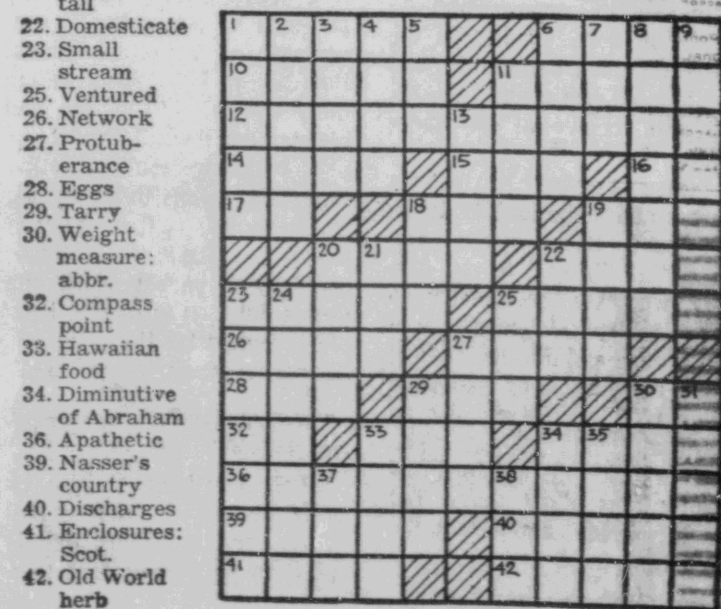 tail
22. Domesticate
23. Small
stream
25. Ventured
26. Network
27. Protub-
erance
28. Eggs
29. Tarry
30. Weight
measure:
abbr.
32. Compass
point
33. Hawaiian
food
34. Diminutive
of Abraham
36. Apathetic
39. Nasser's
country
40. Discharges
41. Enclosures:
Scot.
42. Old World
herb
1 2 3 4 5 6 7 8 9
10 11
12 13
14 15 16
17 18 19
20 21 22
23 24 25
26 27
28 29 30 31
32 33 34 35
36 37 38
39 40
41 42